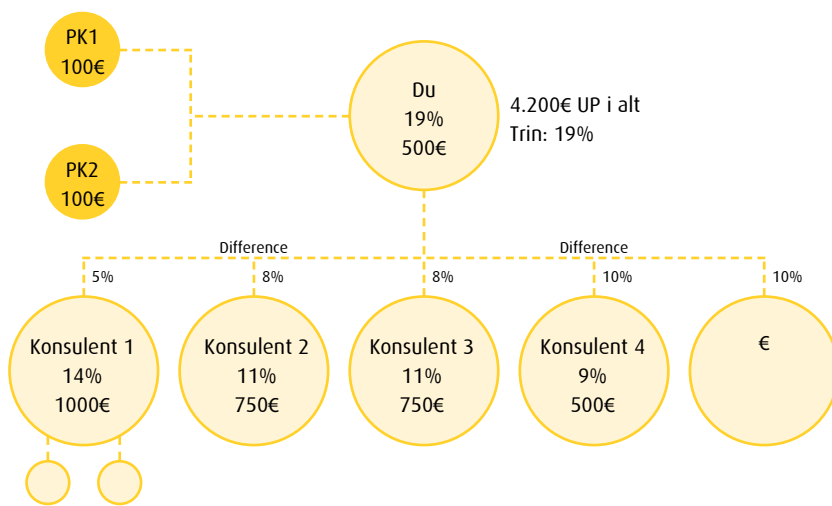 PK1
100€
Du
19%
500€
4.200€ UP i alt
Trin: 19%
PK2
100€
Difference
Difference
5%
8%
8%
10%
10%
Konsulent 1
14%
1000€
Konsulent 2
11%
750€
Konsulent 3
11%
750€
Konsulent 4
9%
500€
€